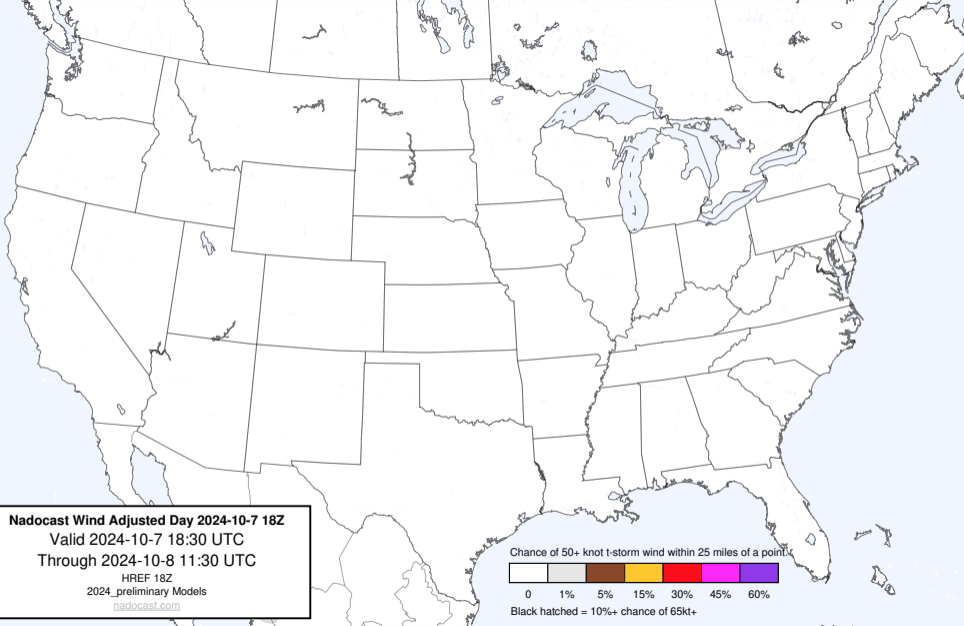 Nadocast Wind Adjusted Day 2024-10-7 18Z
Valid 2024-10-7 18:30 UTC
Through 2024-10-8 11:30 UTC
HREF 18Z
2024_preliminary Models
nadocast.com
Chance of 50+ knot t-storm wind within 25 miles of a point.
0 1% 5% 15% 30% 45% 60%
Black hatched = 10%+ chance of 65kt+